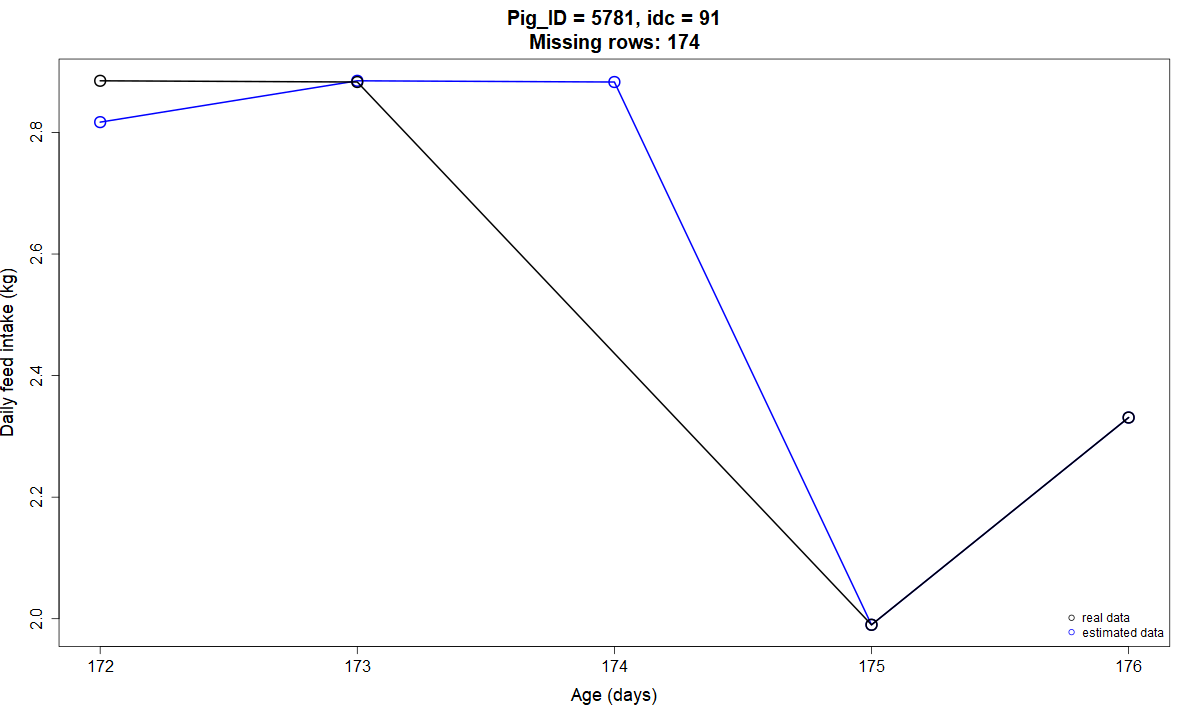 Pig_ID = 5781, idc = 91
Missing rows: 174
Daily feed intake (kg)
2.8
2.6
2.4
2.2
2.0
real data
estimated data
172 173 174 175 176
Age (days)